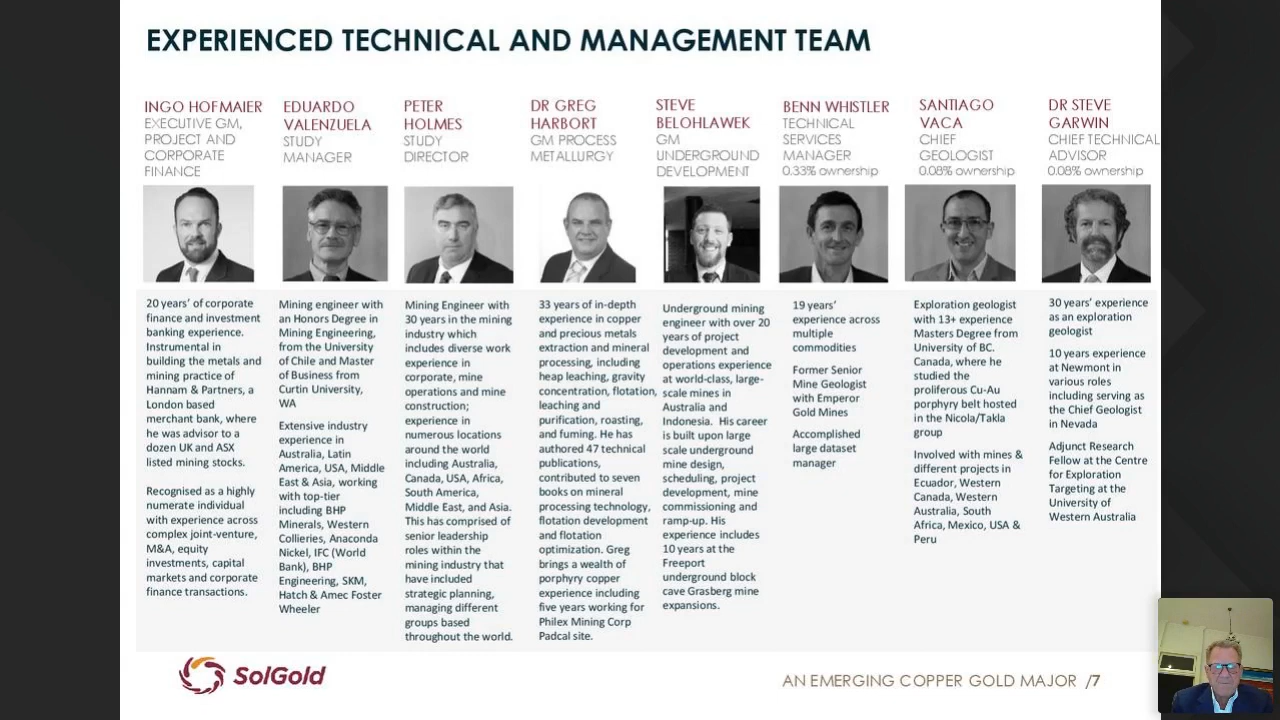 EXPERIENCED TECHNICAL AND MANAGEMENT TEAM
INGO HOFMAIER
EXECUTIVE GM,
PROJECT AND
CORPORATE
FINANCE
20 years' of corporate
finance and investment
banking experience.
Instrumental in
building the metals and
mining practice of
Hannam & Partners, a
London based
merchant bank, where
he was advisor to a
dozen UK and ASX
listed mining stocks.
Recognised as a highly
numerate individual
with experience across
complex joint-venture,
M&A, equity
investments, capital
markets and corporate
finance transactions.
EDUARDO
VALENZUELA
STUDY
MANAGER
Mining engineer with
an Honors Degree in
Mining Engineering,
from the University
of Chile and Master
of Business from
Curtin University,
WA
Extensive industry
experience in
Australia, Latin
America, USA, Middle
East & Asia, working
with top-tier
including BHP
Minerals, Western
Collieries, Anaconda
Nickel, IFC (World
Bank), BHP
Engineering, SKM,
Hatch & Amec Foster
Wheeler
PETER
HOLMES
STUDY
DIRECTOR
Mining Engineer with
30 years in the mining
industry which
includes diverse work
experience in
corporate, mine
operations and mine
construction;
experience in
numerous locations
around the world
including Australia,
Canada, USA, Africa,
South America,
Middle East, and Asia.
This has comprised of
senior leadership
roles within the
mining industry that
have included
strategic planning,
managing different
groups based
throughout the world.
DR GREG
HARBORT
GM PROCESS
METALLURGY
33 years of in-depth
experience in copper
and precious metals
extraction and mineral
processing, including
heap leaching, gravity
concentration, flotation,
leaching and
purification, roasting,
and fuming. He has
authored 47 technical
publications,
contributed to seven
books on mineral
processing technology,
flotation development
and flotation
optimization. Greg
brings a wealth of
porphyry copper
experience including
five years working for
Philex Mining Corp
Padcal site.
STEVE
BELOHLAWEK
GM
UNDERGROUND
DEVELOPMENT
Underground mining
engineer with over 20
years of project
development and
operations experience
at world-class, large-
scale mines in
Australia and
Indonesia. His career
is built upon large
scale underground
mine design,
scheduling, project
development, mine
commissioning and
ramp-up. His
experience includes
10 years at the
Freeport
underground block
cave Grasberg mine
expansions.
BENN WHISTLER
TECHNICAL
SERVICES
MANAGER
0.33% ownership
19 years'
experience across
multiple
commodities
Former Senior
Mine Geologist
with Emperor
Gold Mines
Accomplished
large dataset
manager
SANTIAGO
VACA
CHIEF
GEOLOGIST
0.08% ownership
Exploration geologist
with 13+ experience
Masters Degree from
University of BC.
Canada, where he
studied the
proliferous Cu-Au
porphyry belt hosted
in the Nicola/Takla
group
Involved with mines &
different projects in
Ecuador, Western
Canada, Western
Australia, South
Africa, Mexico, USA &
Peru
DR STEVE
GARWIN
CHIEF TECHNICAL
ADVISOR
0.08% ownership
30 years' experience
as an exploration
geologist
10 years experience
at Newmont in
various roles
including serving as
the Chief Geologist
in Nevada
Adjunct Research
Fellow at the Centre
for Exploration
Targeting at the
University of
Western Australia
SolGold
AN EMERGING COPPER GOLD MAJOR /7